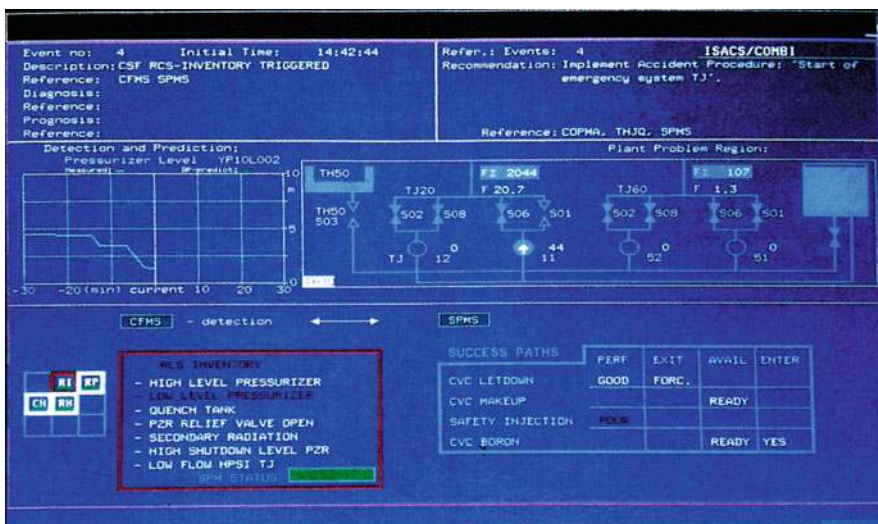 Event no: 4 Initial Time: 14:42:44
Description: CSF RCS-INVENTORY TRIGGERED
Reference: CFMS SPMS
Diagnosis:
Reference:
Prognosis:
Reference:
Refer.: Events: 4 ISACS/COMBI
Recommendation: Implement Accident Procedure: "Start of
emergency system TJ".
Reference: COPMA, THJQ, SPMS
Detection and Prediction:
Pressurizer Level YP10L002
Measured: DP-predict:
10
m
5
0
-30 -20 (min) current 10 20 30
Plant Problem Region:
TH50 FI 2044 FI 107
TJ20 F 20.7 TJ60 F 1.3
TH50 S02 S08 S06 S01 S02 S08 S06 S01
S03
TJ 0 44 0 0
12 11 52 51
CFMS - detection
SPMS
RI RP
CH RH
RCS INVENTORY
- HIGH LEVEL PRESSURIZER
- LOW LEVEL PRESSURIZER
- QUENCH TANK
- PZR RELIEF VALVE OPEN
- SECONDARY RADIATION
- HIGH SHUTDOWN LEVEL PZR
- LOW FLOW HPSI TJ
SPM STATUS
SUCCESS PATHS PERF EXIT AVAIL ENTER
CVC LETDOWN GOOD FORC.
CVC MAKEUP READY
SAFETY INJECTION POOR
CVC BORON READY YES